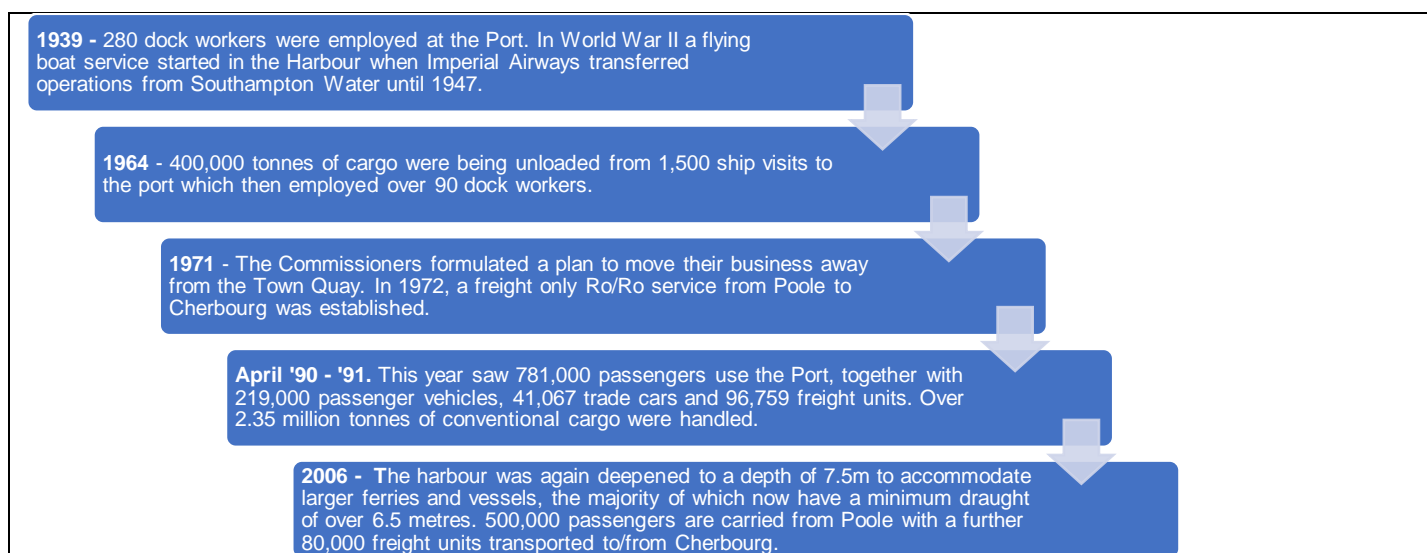 1939 - 280 dock workers were employed at the Port. In World War II a flying
boat service started in the Harbour when Imperial Airways transferred
operations from Southampton Water until 1947.
1964 - 400,000 tonnes of cargo were being unloaded from 1,500 ship visits to
the port which then employed over 90 dock workers.
1971 - The Commissioners formulated a plan to move their business away
from the Town Quay. In 1972, a freight only Ro/Ro service from Poole to
Cherbourg was established.
April '90 - '91. This year saw 781,000 passengers use the Port, together with
219,000 passenger vehicles, 41,067 trade cars and 96,759 freight units. Over
2.35 million tonnes of conventional cargo were handled.
2006 - The harbour was again deepened to a depth of 7.5m to accommodate
larger ferries and vessels, the majority of which now have a minimum draught
of over 6.5 metres. 500,000 passengers are carried from Poole with a further
80,000 freight units transported to/from Cherbourg.